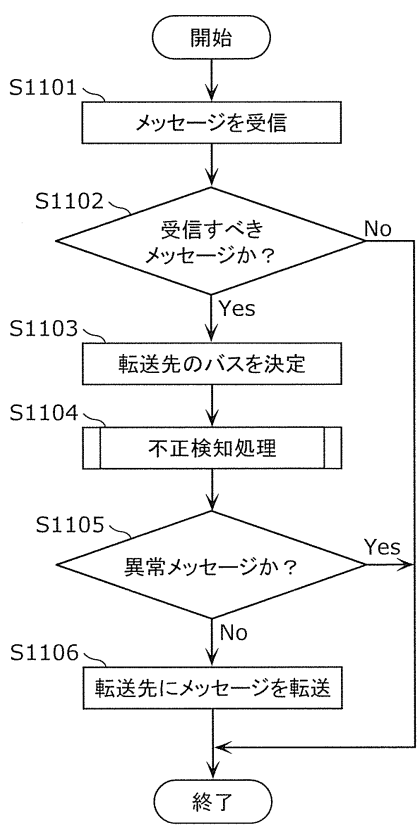 開始
S1101
メッセージを受信
S1102
受信すべき
メッセージか?
No
Yes
S1103
転送先のバスを決定
S1104
不正検知処理
S1105
異常メッセージか?
Yes
No
S1106
転送先にメッセージを転送
終了